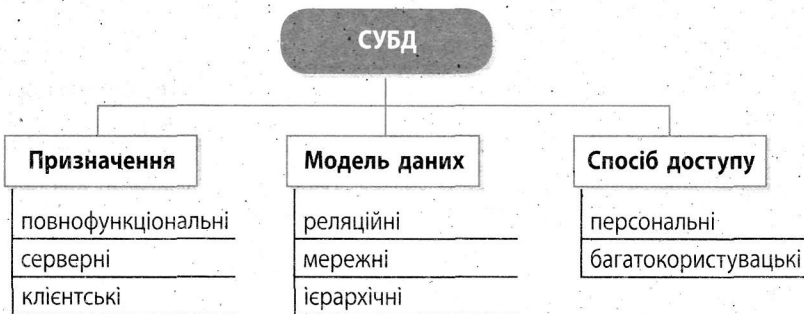 СУБД
Призначення
повнофункціональні
серверні
клієнтські
Модель даних
реляційні
мережні
ієрархічні
Спосіб доступу
персональні
багатокористувацькі